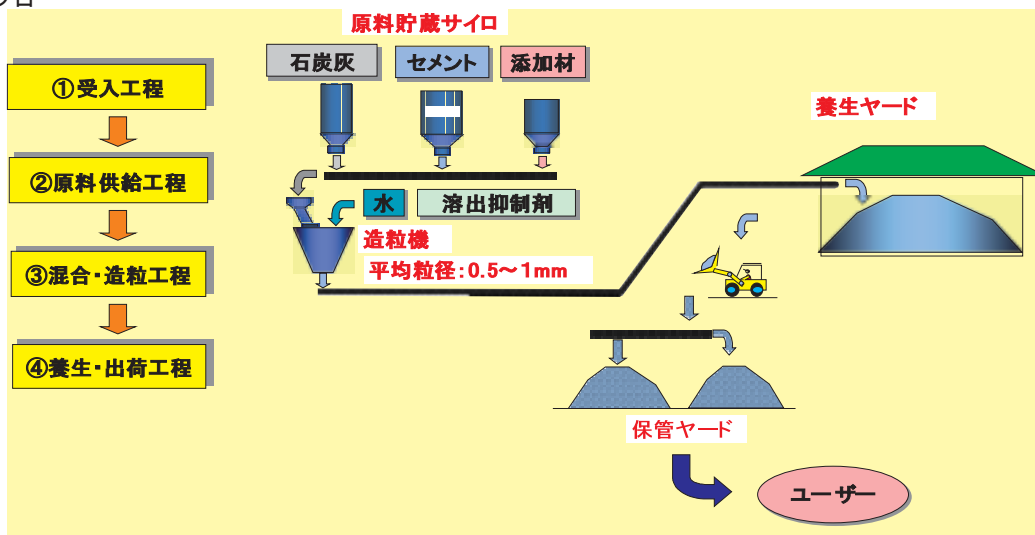 原料貯蔵サイロ
石炭灰
セメント
添加材
①受入工程
養生ヤード
②原料供給工程
水
溶出抑制剤
造粒機
平均粒径:0.5~1mm
③混合・造粒工程
④養生・出荷工程
保管ヤード
ユーザー